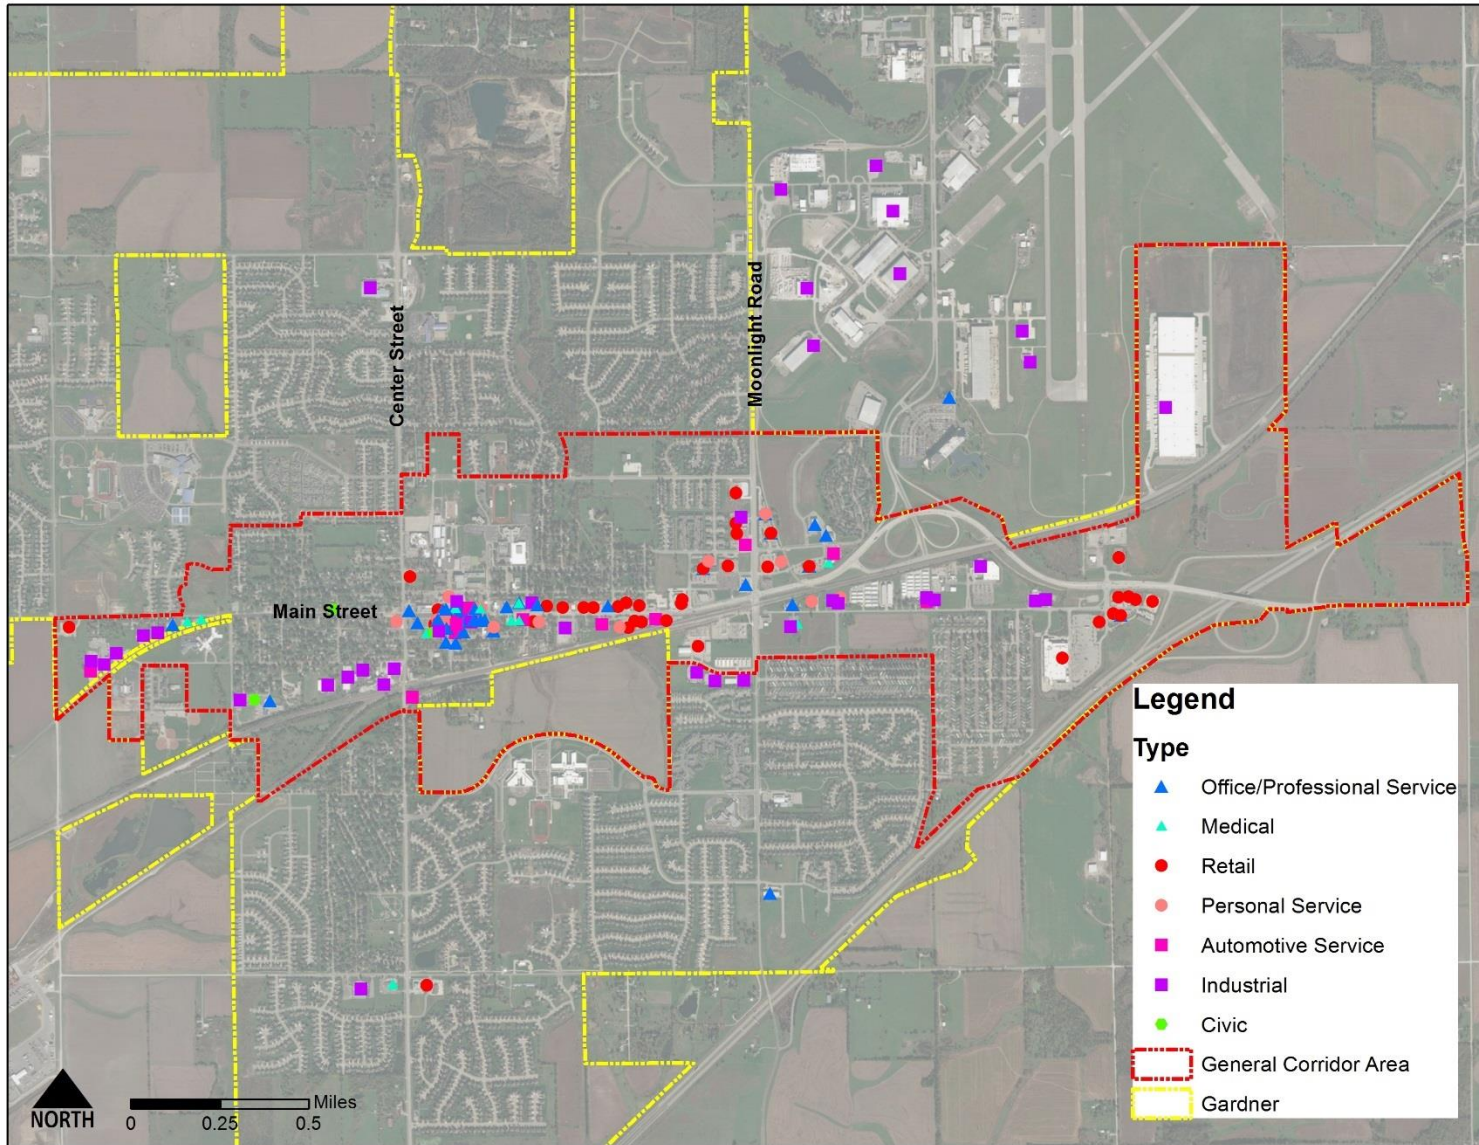 Center Street
Moonlight Road
Main Street
Legend
Type
Office/Professional Service
Medical
Retail
Personal Service
Automotive Service
Industrial
Civic
General Corridor Area
Gardner
NORTH
Miles
0 0.25 0.5